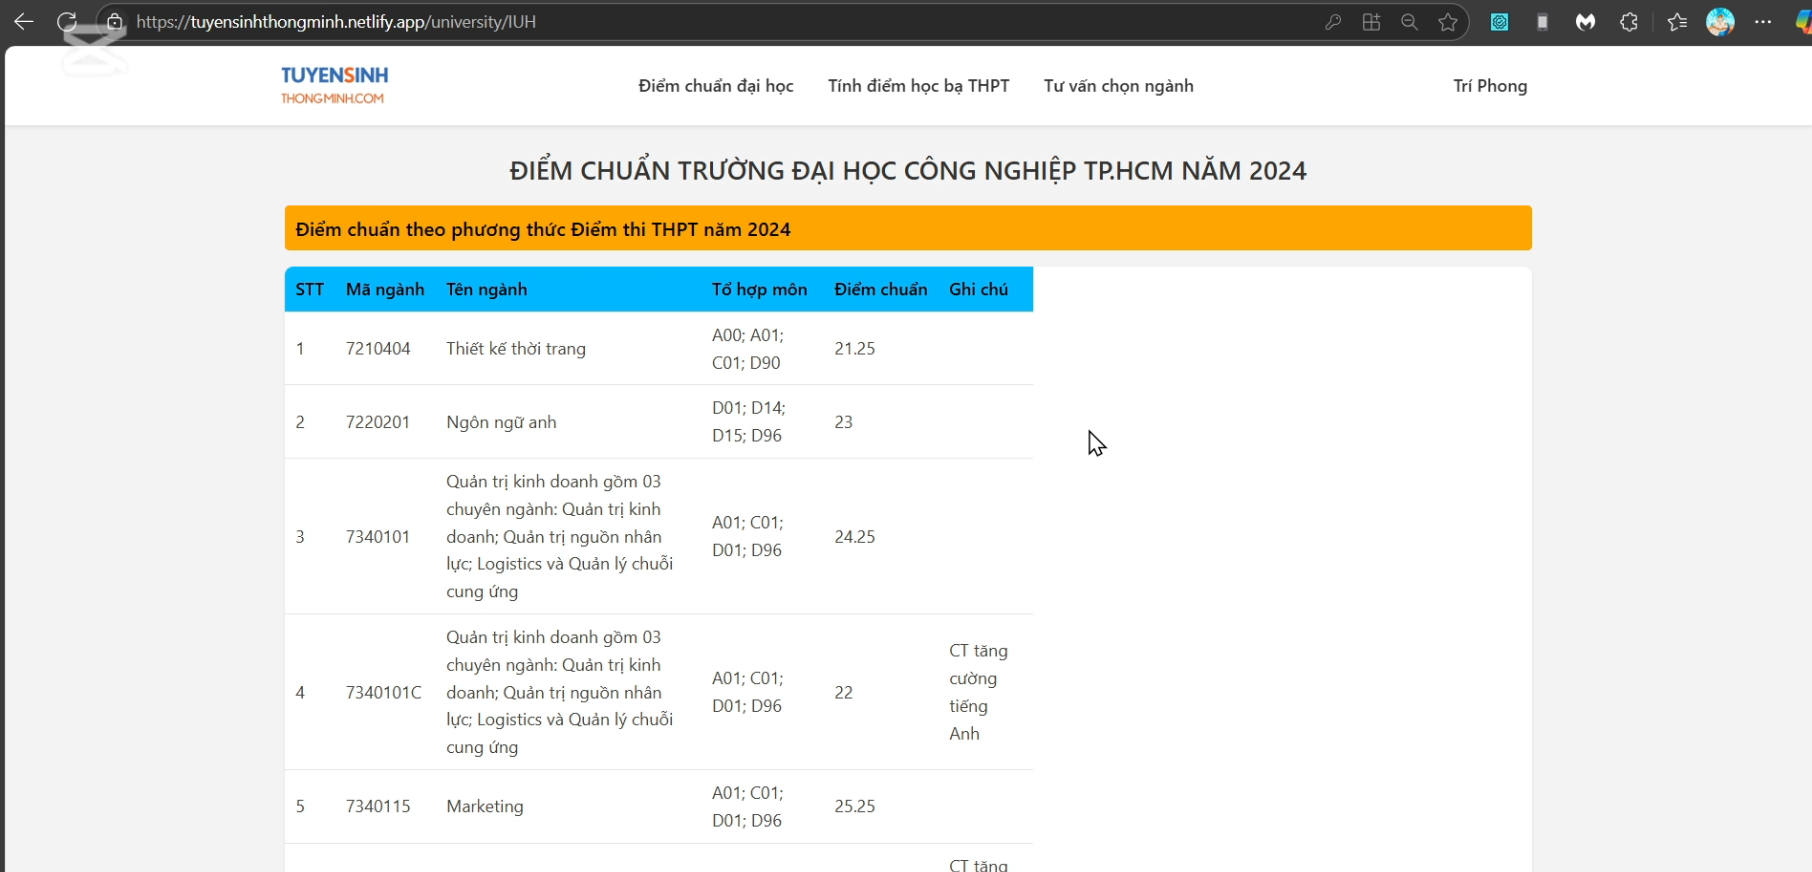 https://tuyensinhthongminh.netlify.app/university/IUH
TUYENSINH
THONGMINH.COM
Điểm chuẩn đại học
Tính điểm học bạ THPT
Tư vấn chọn ngành
Trí Phong
ĐIỂM CHUẨN TRƯỜNG ĐẠI HỌC CÔNG NGHIỆP TP.HCM NĂM 2024
Điểm chuẩn theo phương thức Điểm thi THPT năm 2024
STT Mã ngành Tên ngành Tổ hợp môn Điểm chuẩn Ghi chú
1 7210404 Thiết kế thời trang
A00; A01;
C01; D90
21.25
2 7220201 Ngôn ngữ anh
D01; D14;
D15; D96
23
3 7340101
Quản trị kinh doanh gồm 03
chuyên ngành: Quản trị kinh
doanh; Quản trị nguồn nhân
lực; Logistics và Quản lý chuỗi
cung ứng
A01; C01;
D01; D96
24.25
4 7340101C
Quản trị kinh doanh gồm 03
chuyên ngành: Quản trị kinh
doanh; Quản trị nguồn nhân
lực; Logistics và Quản lý chuỗi
cung ứng
A01; C01;
D01; D96
22
CT tăng
cường
tiếng
Anh
5 7340115 Marketing
A01; C01;
D01; D96
25.25
CT tăng